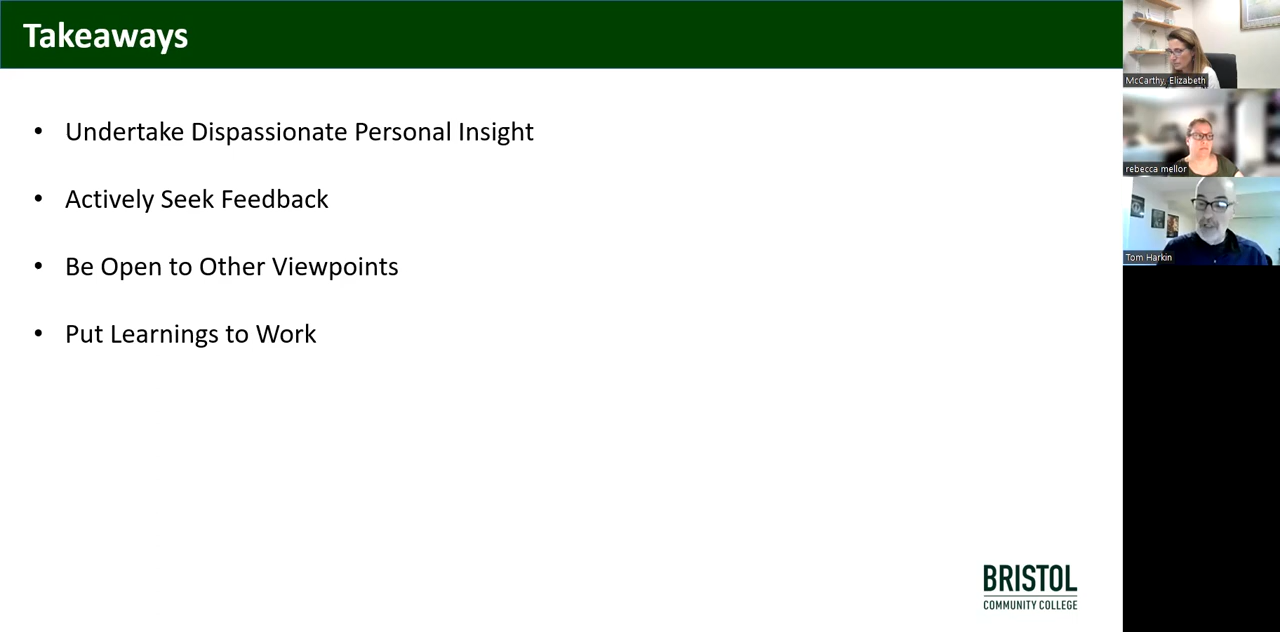 Takeaways
• Undertake Dispassionate Personal Insight
• Actively Seek Feedback
• Be Open to Other Viewpoints
• Put Learnings to Work
BRISTOL
COMMUNITY COLLEGE
McCarthy, Elizabeth
rebecca mellor
Tom Harkin